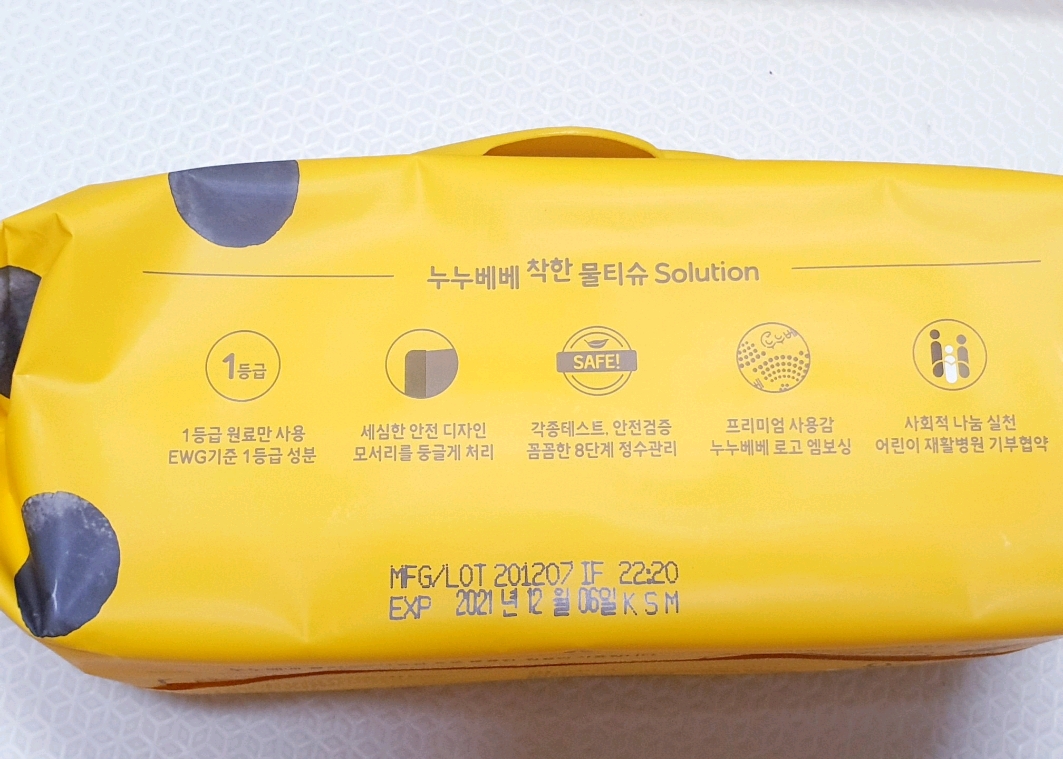 누누베베 착한 물티슈 Solution
1등급
SAFE!
누누베
1등급 원료만 사용
EWG기준 1등급 성분
세심한 안전 디자인
모서리를 둥글게 처리
각종테스트, 안전검증
꼼꼼한 8단계 정수관리
프리미엄 사용감
누누베베 로고 엠보싱
사회적 나눔 실천
어린이 재활병원 기부협약
MFG/LOT 201207 IF 22:20
EXP 2021 년 12 월 06일 K S M